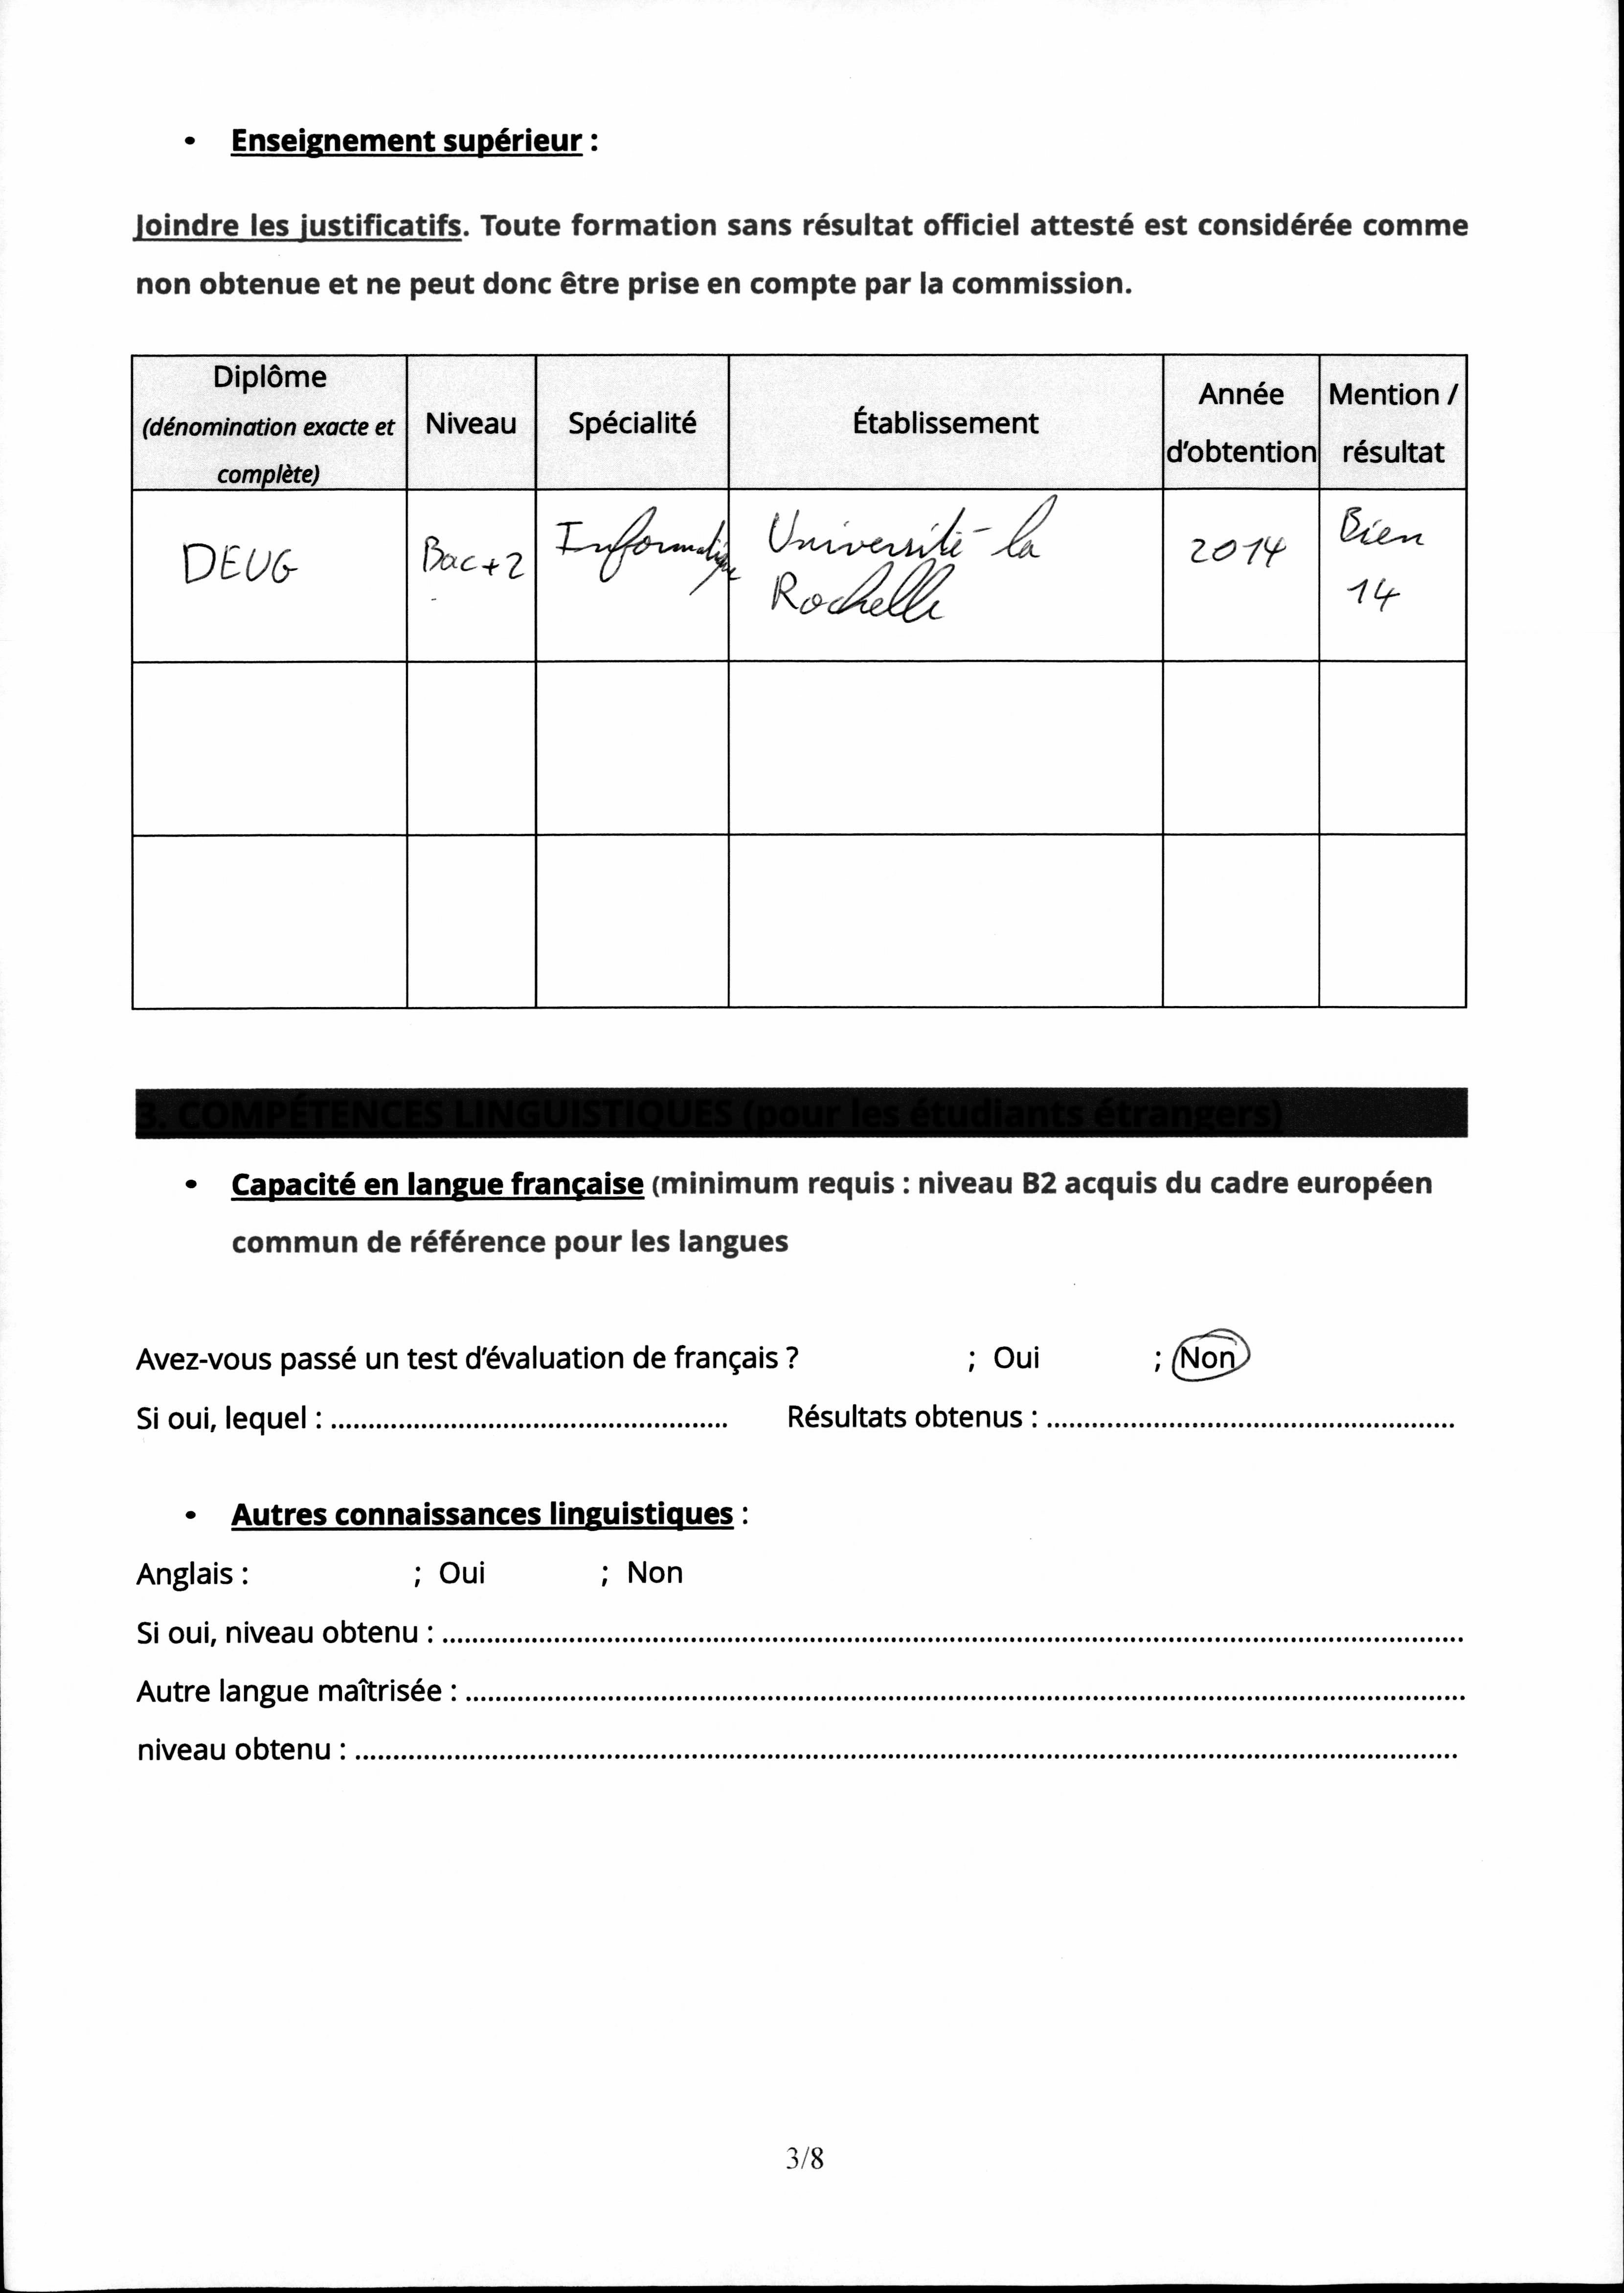 • Enseignement supérieur :
Joindre les justificatifs. Toute formation sans résultat officiel attesté est considérée comme
non obtenue et ne peut donc être prise en compte par la commission.
Diplôme (dénomination exacte et complète) Niveau Spécialité Établissement Année d'obtention Mention / résultat
DEUG Bac+2 Informatique Université la Rochelle 2014 Bien 14
3. COMPÉTENCES LINGUISTIQUES (pour les étudiants étrangers)
• Capacité en langue française (minimum requis : niveau B2 acquis du cadre européen
commun de référence pour les langues
Avez-vous passé un test d'évaluation de français ? ; Oui ; Non
Si oui, lequel : .................................................... Résultats obtenus : ......................................................
• Autres connaissances linguistiques :
Anglais : ; Oui ; Non
Si oui, niveau obtenu : ........................................................................................................................
Autre langue maîtrisée : ........................................................................................................................
niveau obtenu : ........................................................................................................................
3/8